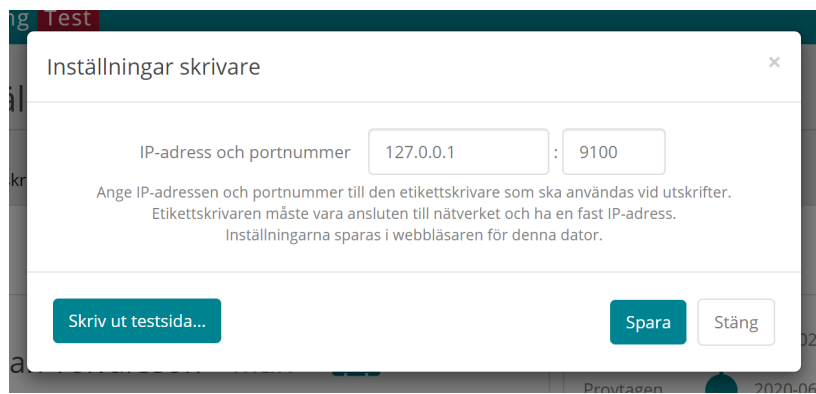 Test
Inställningar skrivare
×
IP-adress och portnummer 127.0.0.1 : 9100
Ange IP-adressen och portnummer till den etikettskrivare som ska användas vid utskrifter.
Etikettskrivaren måste vara ansluten till nätverket och ha en fast IP-adress.
Inställningarna sparas i webbläsaren för denna dator.
Skriv ut testsida... Spara Stäng
Provtagen 2020-06